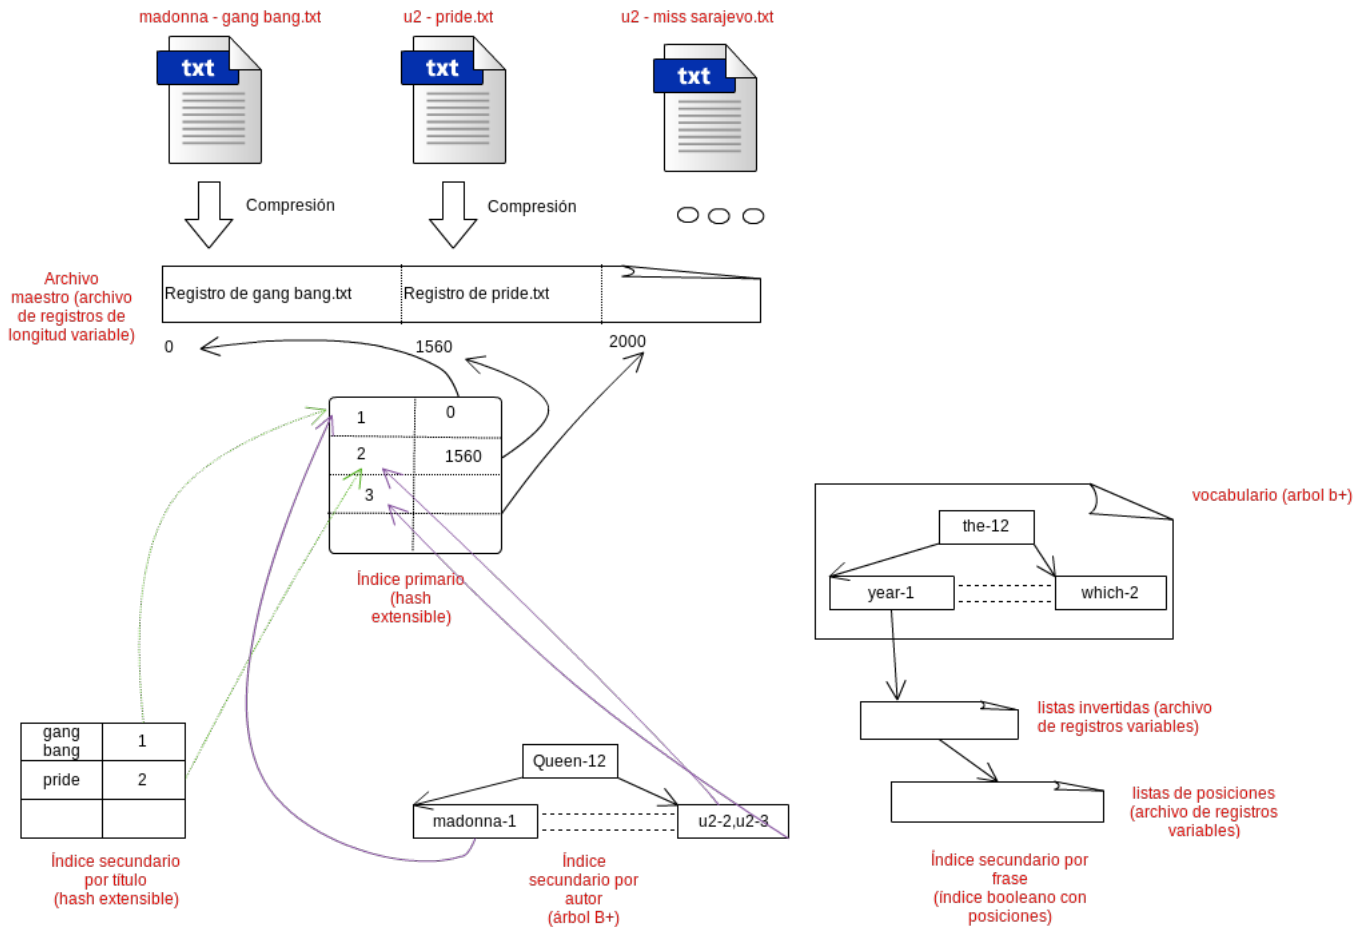 madonna - gang bang.txt
u2 - pride.txt
u2 - miss sarajevo.txt
txt
txt
txt
Compresión
Compresión
Archivo
maestro (archivo
de registros de
longitud variable)
Registro de gang bang.txt
Registro de pride.txt
0
1560
2000
1
0
2
1560
3
Índice primario
(hash
extensible)
vocabulario (arbol b+)
the-12
year-1
which-2
listas invertidas (archivo
de registros variables)
listas de posiciones
(archivo de registros
variables)
Índice secundario por
frase
(índice booleano con
posiciones)
gang
bang
1
pride
2
Índice secundario
por título
(hash extensible)
Queen-12
madonna-1
u2-2,u2-3
Índice
secundario por
autor
(árbol B+)